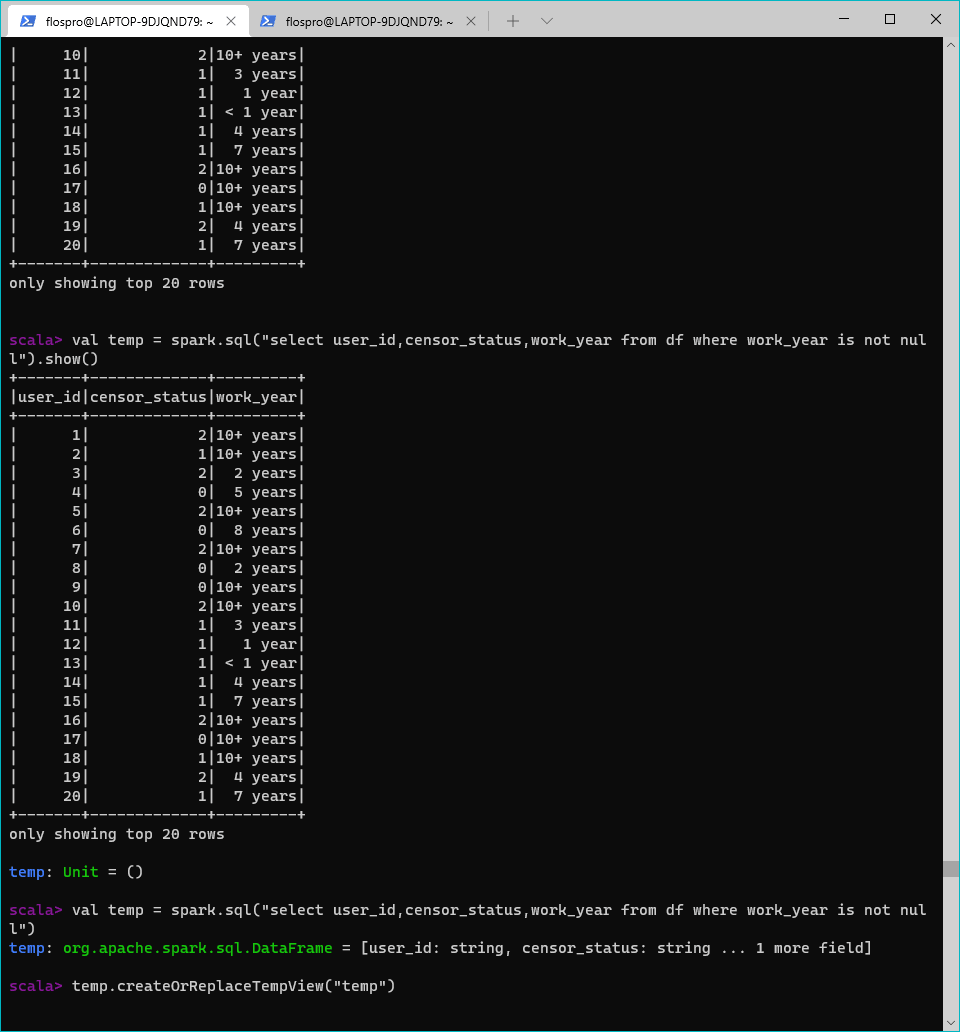 flospro@LAPTOP-9DJQND79: ~
flospro@LAPTOP-9DJQND79: ~
|     10|            2|10+ years|
|     11|            1|  3 years|
|     12|            1|   1 year|
|     13|            1| < 1 year|
|     14|            1|  4 years|
|     15|            1|  7 years|
|     16|            2|10+ years|
|     17|            0|10+ years|
|     18|            1|10+ years|
|     19|            2|  4 years|
|     20|            1|  7 years|
+-------+-------------+---------+
only showing top 20 rows
scala> val temp = spark.sql("select user_id,censor_status,work_year from df where work_year is not nul
l").show()
+-------+-------------+---------+
|user_id|censor_status|work_year|
+-------+-------------+---------+
|      1|            2|10+ years|
|      2|            1|10+ years|
|      3|            2|  2 years|
|      4|            0|  5 years|
|      5|            2|10+ years|
|      6|            0|  8 years|
|      7|            2|10+ years|
|      8|            0|  2 years|
|      9|            0|10+ years|
|     10|            2|10+ years|
|     11|            1|  3 years|
|     12|            1|   1 year|
|     13|            1| < 1 year|
|     14|            1|  4 years|
|     15|            1|  7 years|
|     16|            2|10+ years|
|     17|            0|10+ years|
|     18|            1|10+ years|
|     19|            2|  4 years|
|     20|            1|  7 years|
+-------+-------------+---------+
only showing top 20 rows
temp: Unit = ()
scala> val temp = spark.sql("select user_id,censor_status,work_year from df where work_year is not nul
l")
temp: org.apache.spark.sql.DataFrame = [user_id: string, censor_status: string ... 1 more field]
scala> temp.createOrReplaceTempView("temp")